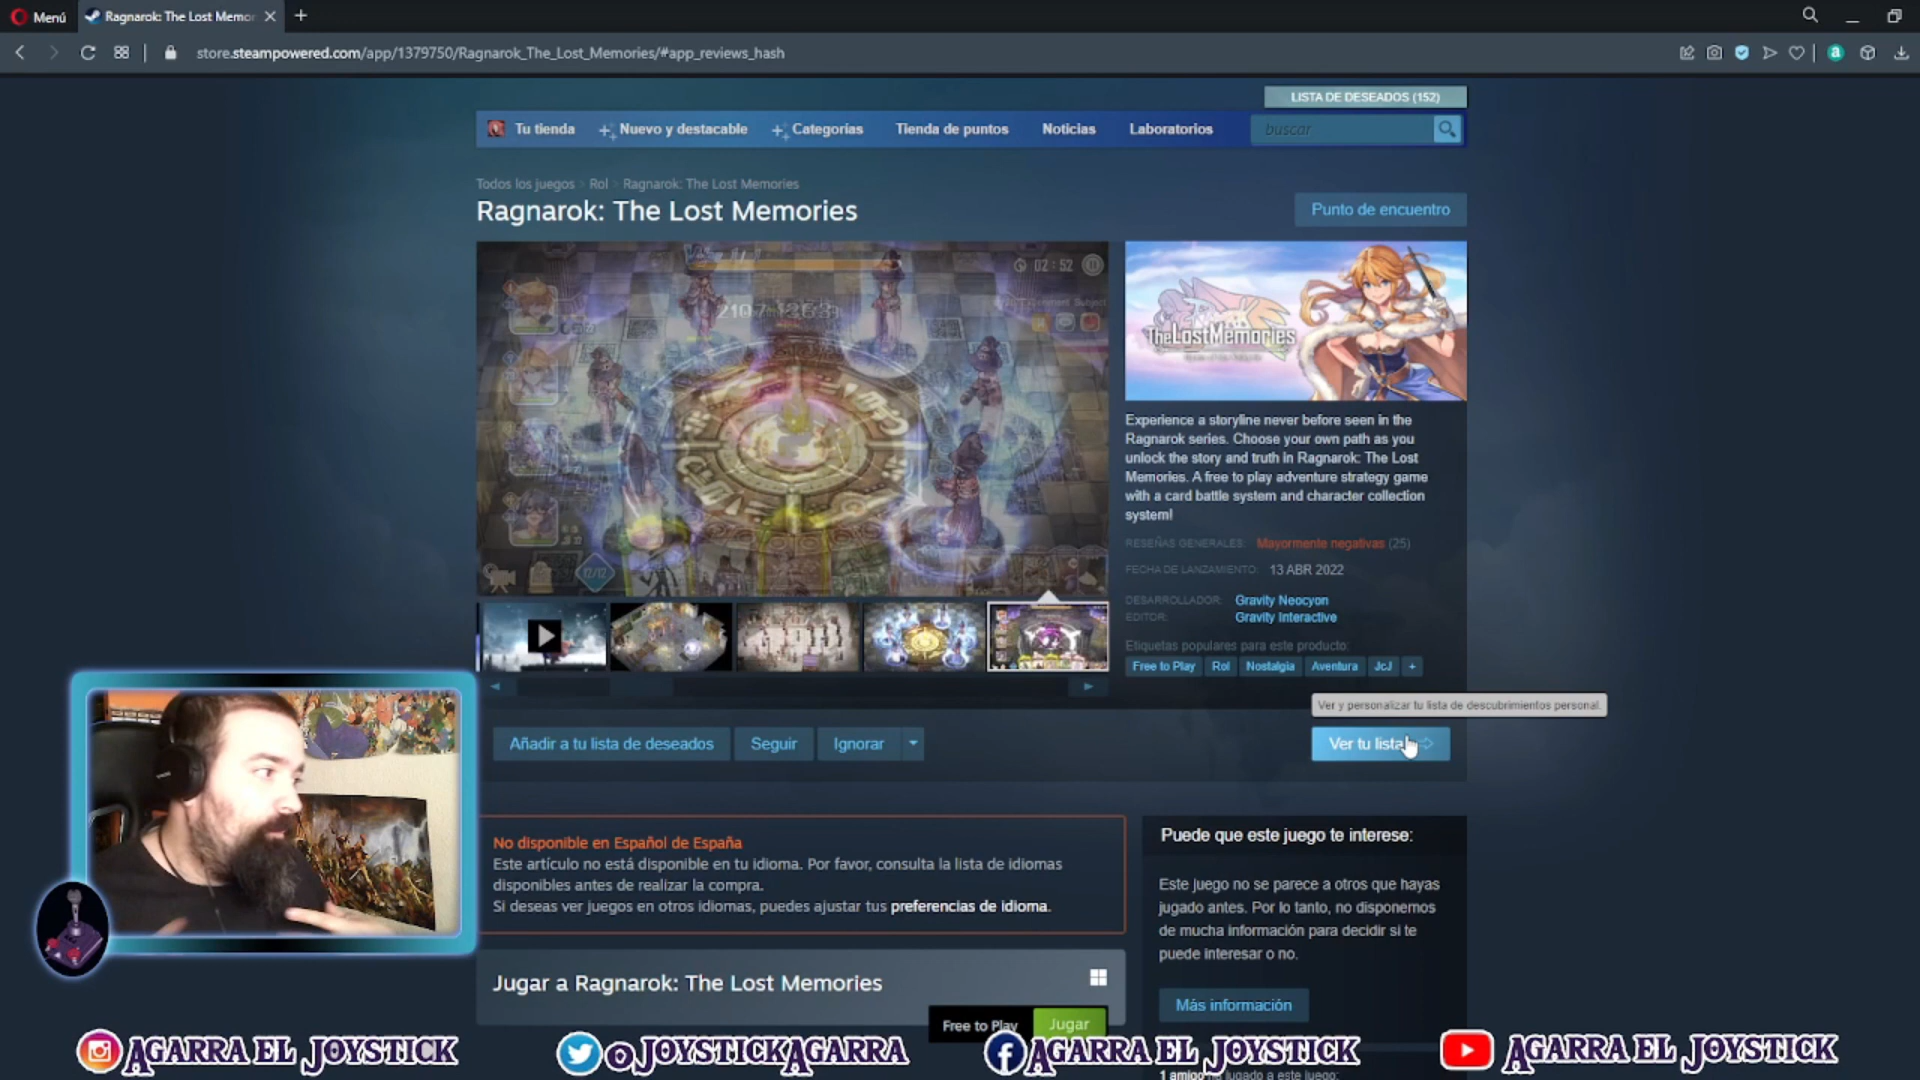 Menú
Ragnarok: The Lost Memor
store.steampowered.com/app/1379750/Ragnarok_The_Lost_Memories/#app_reviews_hash
LISTA DE DESEADOS (152)
Tu tienda
Nuevo y destacable
Categorías
Tienda de puntos
Noticias
Laboratorios
buscar
Todos los juegos > Rol > Ragnarok: The Lost Memories
Ragnarok: The Lost Memories
Punto de encuentro
02:52
12/12
TheLostMemories
Experience a storyline never before seen in the
Ragnarok series. Choose your own path as you
unlock the story and truth in Ragnarok: The Lost
Memories. A free to play adventure strategy game
with a card battle system and character collection
system!
RESEÑAS GENERALES: Mayormente negativas (25)
FECHA DE LANZAMIENTO: 13 ABR 2022
DESARROLLADOR: Gravity Neocyon
EDITOR: Gravity Interactive
Etiquetas populares para este producto:
Free to Play
Rol
Nostalgia
Aventura
JcJ
+
Ver y personalizar tu lista de descubrimientos personal.
Añadir a tu lista de deseados
Seguir
Ignorar
Ver tu lista
No disponible en Español de España
Este artículo no está disponible en tu idioma. Por favor, consulta la lista de idiomas
disponibles antes de realizar la compra.
Si deseas ver juegos en otros idiomas, puedes ajustar tus preferencias de idioma.
Puede que este juego te interese:
Este juego no se parece a otros que hayas
jugado antes. Por lo tanto, no disponemos
de mucha información para decidir si te
puede interesar o no.
Más información
Jugar a Ragnarok: The Lost Memories
Free to Play
Jugar
AGARRA EL JOYSTICK
@JOYSTICKAGARRA
AGARRA EL JOYSTICK
AGARRA EL JOYSTICK
1 amigo ha jugado a este juego: